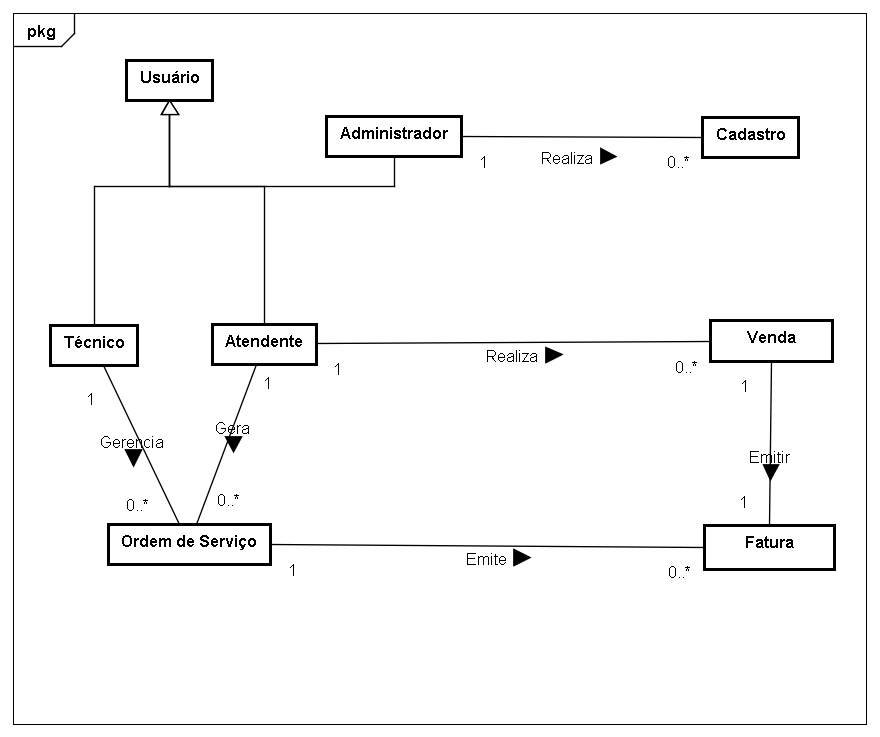 pkg
Usuário
Administrador
Cadastro
1
Realiza
0..*
Técnico
Atendente
Venda
1
Realiza
0..*
1
1
1
Gera
Gerencia
Emitir
0..*
0..*
1
Ordem de Serviço
Fatura
1
Emite
0..*